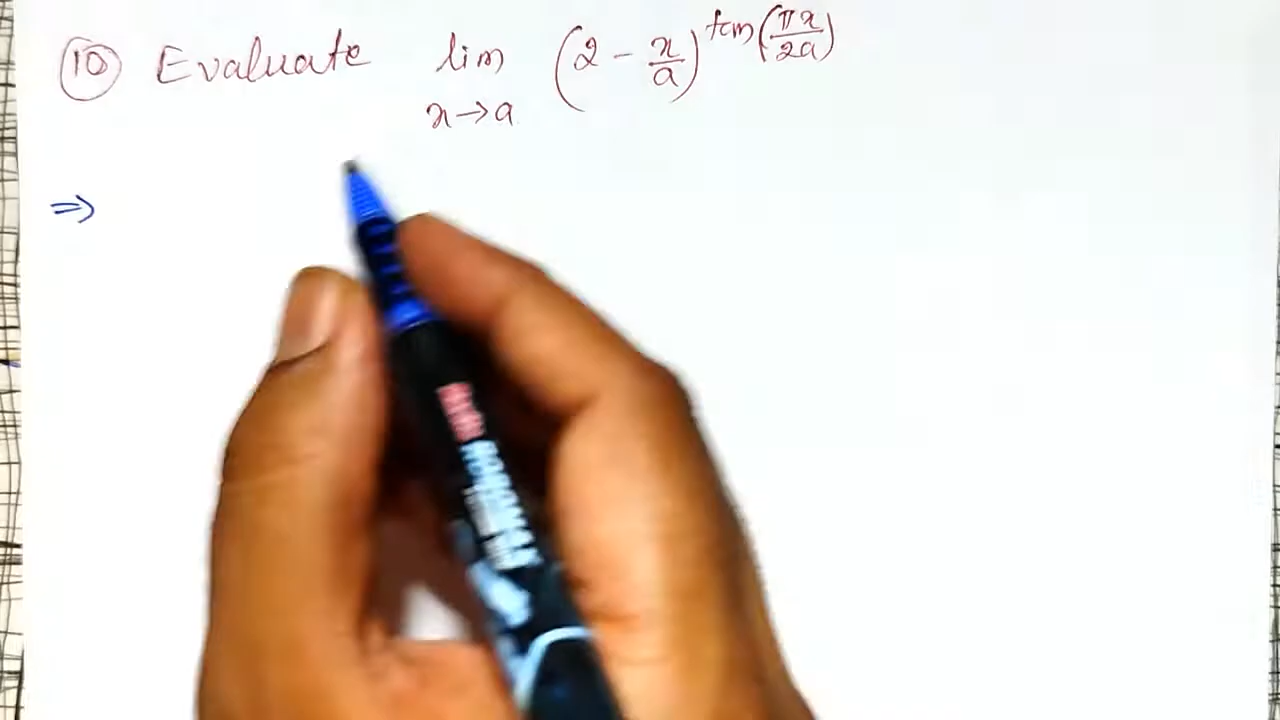 ⑩ Evaluate lim x→a (2 - x/a)^tan(πx/2a)
⇒